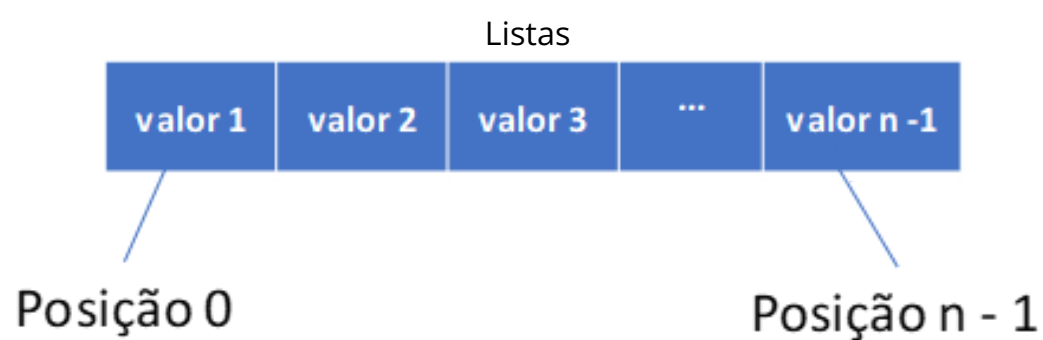 Listas
valor 1 valor 2 valor 3 ... valor n -1
Posição 0 Posição n - 1